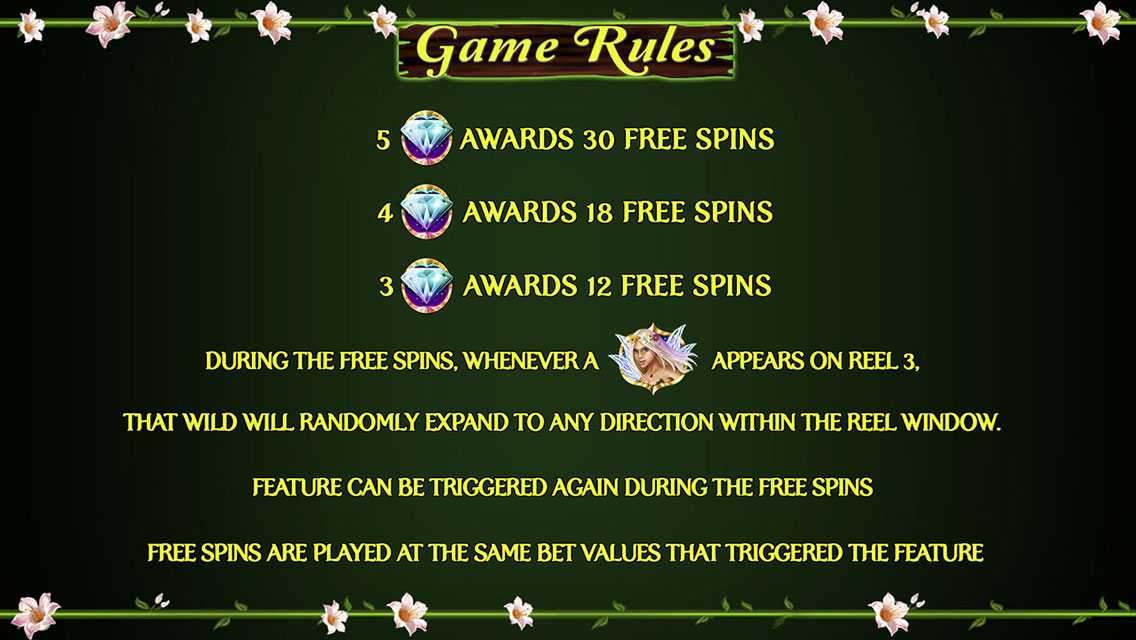 Game Rules
5 AWARDS 30 FREE SPINS
4 AWARDS 18 FREE SPINS
3 AWARDS 12 FREE SPINS
DURING THE FREE SPINS, WHENEVER A APPEARS ON REEL 3,
THAT WILD WILL RANDOMLY EXPAND TO ANY DIRECTION WITHIN THE REEL WINDOW.
FEATURE CAN BE TRIGGERED AGAIN DURING THE FREE SPINS
FREE SPINS ARE PLAYED AT THE SAME BET VALUES THAT TRIGGERED THE FEATURE